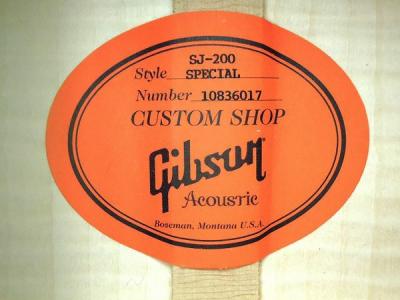 SJ-200
Style SPECIAL
Number 10836017
CUSTOM SHOP
Gibson
Acoustic
Bozeman, Montana U.S.A.